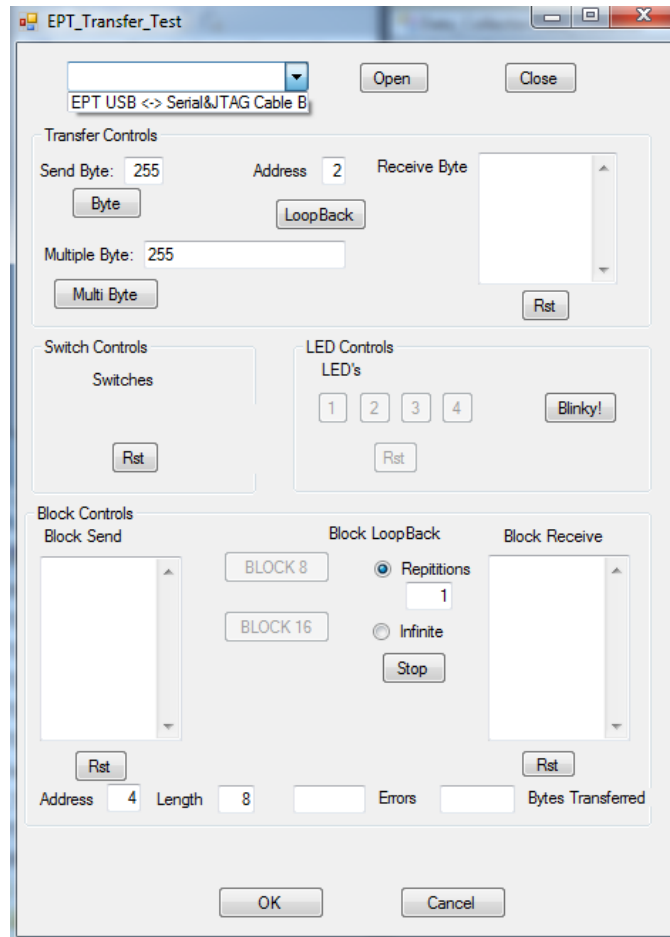 EPT_Transfer_Test
Open
Close
EPT USB <-> Serial&JTAG Cable B
Transfer Controls
Send Byte: 255
Address 2
Receive Byte
Byte
LoopBack
Multiple Byte: 255
Multi Byte
Rst
Switch Controls
Switches
Rst
LED Controls
LED's
1 2 3 4
Blinky!
Rst
Block Controls
Block Send
Block LoopBack
Block Receive
BLOCK 8
Repititions
1
BLOCK 16
Infinite
Stop
Rst
Rst
Address 4 Length 8 Errors Bytes Transferred
OK
Cancel